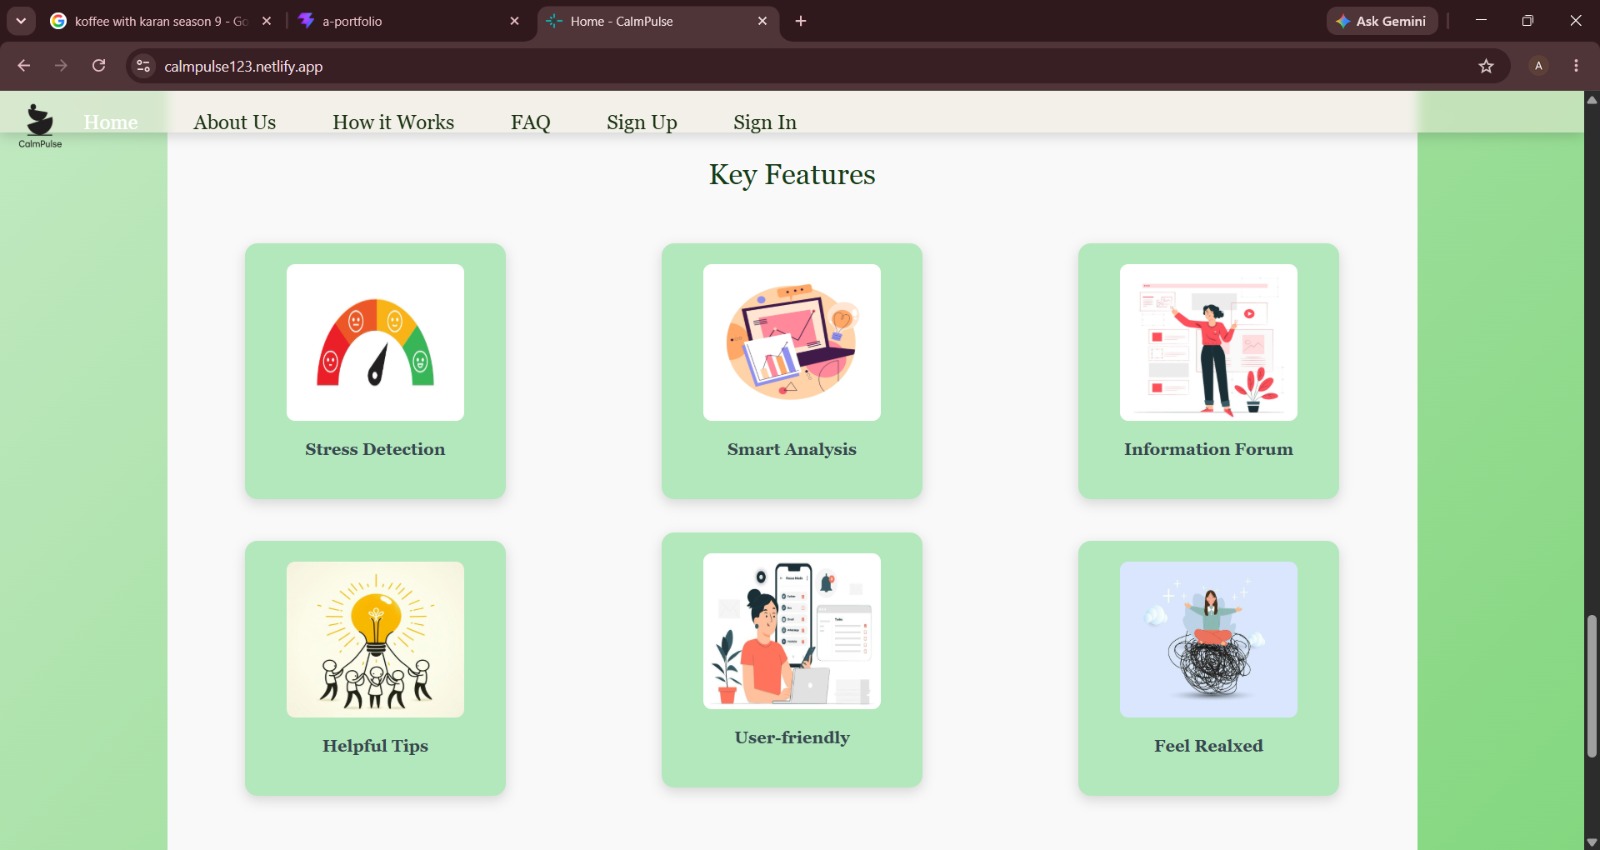 koffee with karan season 9 - Go
a-portfolio
Home - CalmPulse
Ask Gemini
calmpulse123.netlify.app
A
CalmPulse
Home
About Us
How it Works
FAQ
Sign Up
Sign In
Key Features
Stress Detection
Smart Analysis
Information Forum
Helpful Tips
User-friendly
Feel Realxed